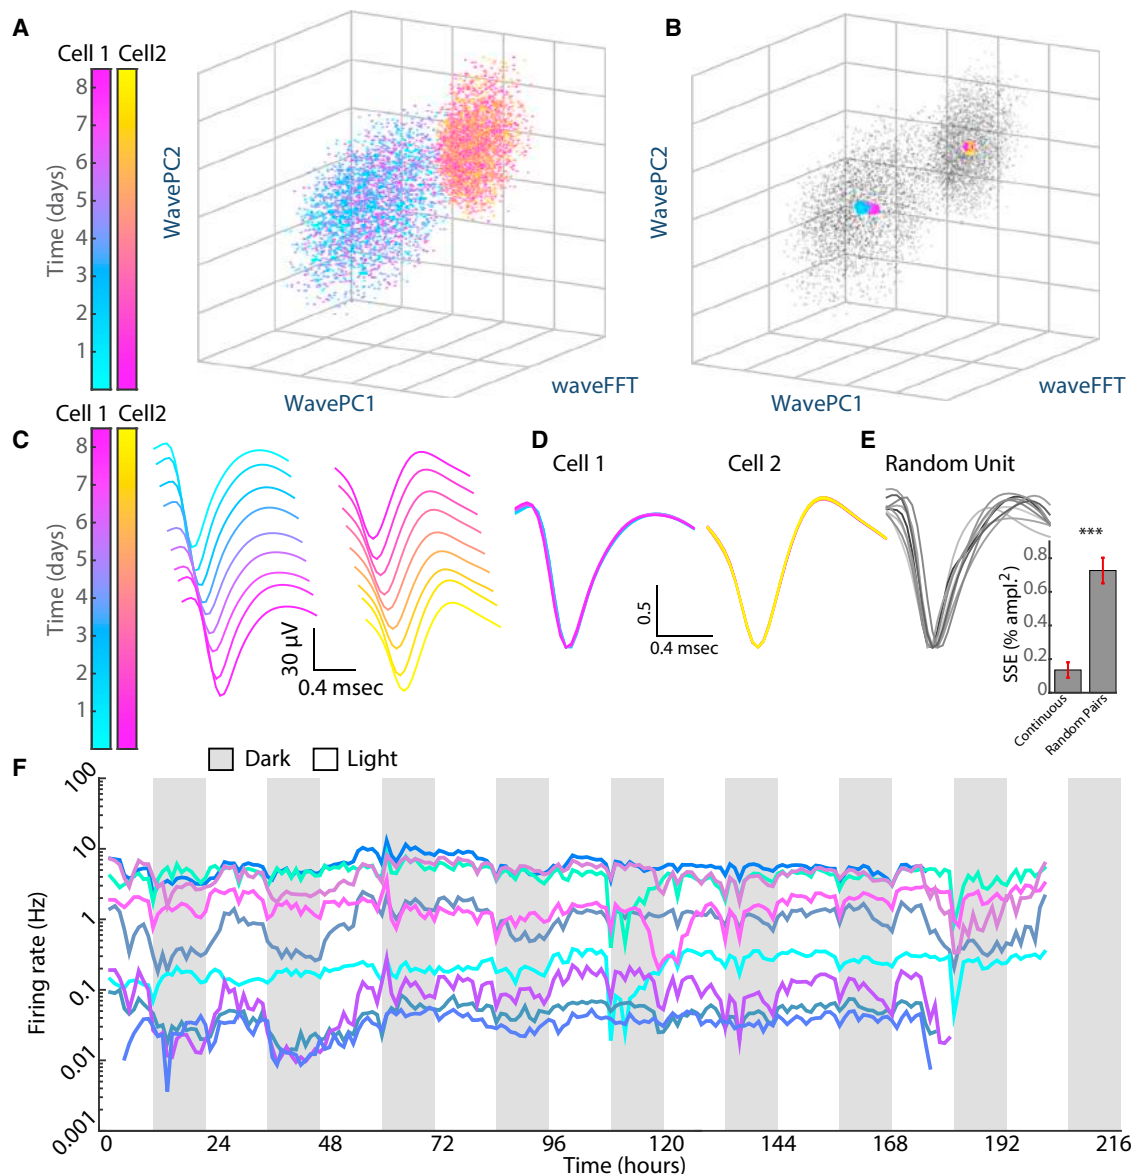 A
B
Cell 1 Cell2
8
7
6
5
4
3
2
1
Time (days)
WavePC2
WavePC1
waveFFT
WavePC2
WavePC1
waveFFT
Cell 1 Cell2
C
D
E
8
7
6
5
4
3
2
1
Time (days)
30 µV
0.4 msec
Cell 1
Cell 2
0.5
0.4 msec
Random Unit
***
0.8
0.6
0.4
0.2
0
SSE (% ampl.²)
Continuous
Random Pairs
F
Dark
Light
100
10
1
0.1
0.01
0.001
Firing rate (Hz)
0 24 48 72 96 120 144 168 192 216
Time (hours)